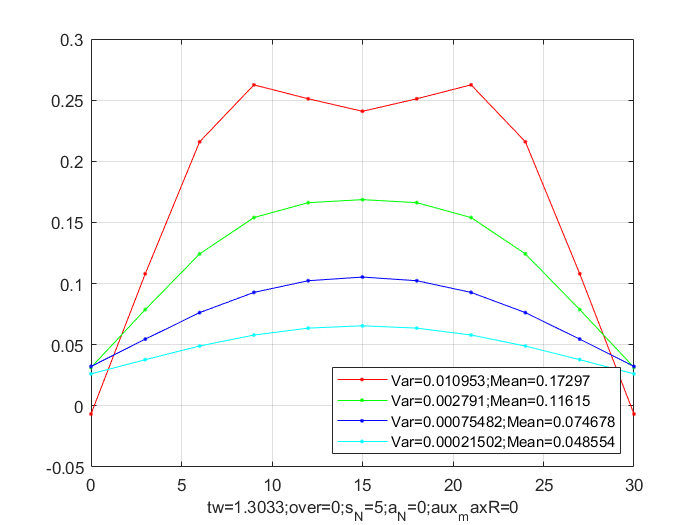 0.3
0.25
0.2
0.15
0.1
0.05
0
-0.05
Var=0.010953;Mean=0.17297
Var=0.002791;Mean=0.11615
Var=0.00075482;Mean=0.074678
Var=0.00021502;Mean=0.048554
0 5 10 15 20 25 30
tw=1.3033;over=0;s_N=5;a_N=0;aux_maxR=0